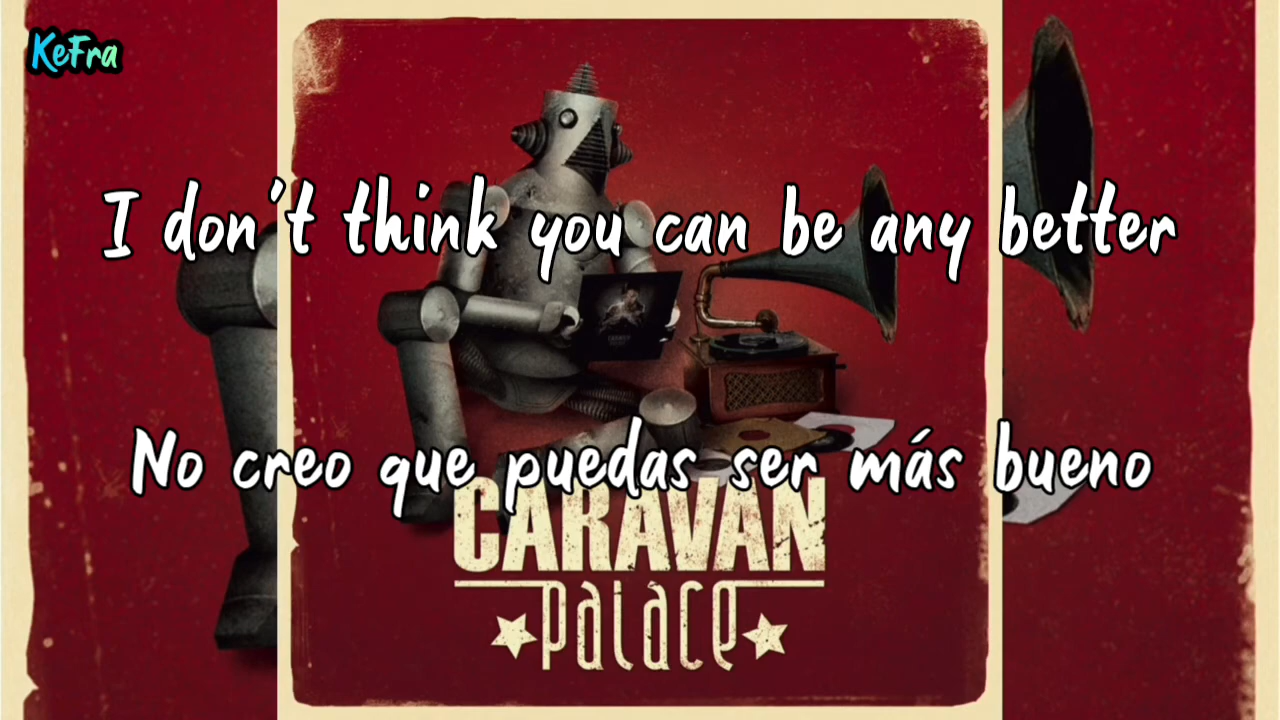 KeFra
I don't think you can be any better
No creo que puedas ser más bueno
CARAVAN
palace